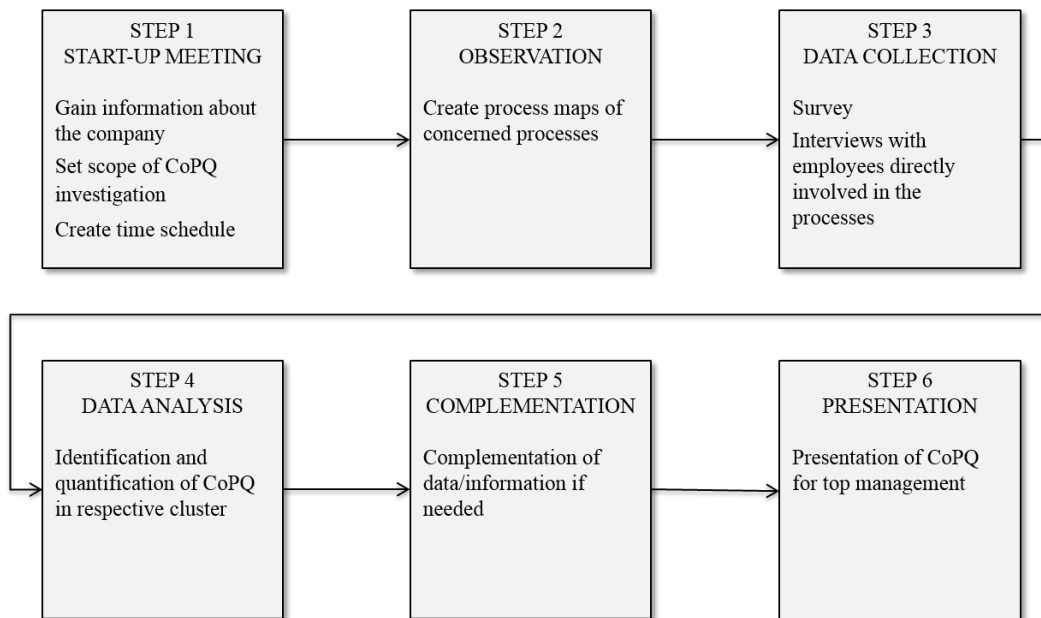 STEP 1
START-UP MEETING
Gain information about
the company
Set scope of CoPQ
investigation
Create time schedule
STEP 2
OBSERVATION
Create process maps of
concerned processes
STEP 3
DATA COLLECTION
Survey
Interviews with
employees directly
involved in the
processes
STEP 4
DATA ANALYSIS
Identification and
quantification of CoPQ
in respective cluster
STEP 5
COMPLEMENTATION
Complementation of
data/information if
needed
STEP 6
PRESENTATION
Presentation of CoPQ
for top management